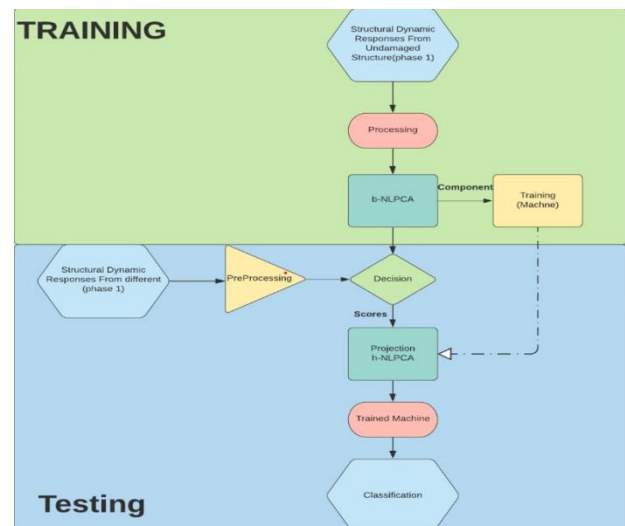 TRAINING
Structural Dynamic
Responses From
Undamaged
Structure(phase 1)
Processing
b-NLPCA
Component
Training
(Machne)
Structural Dynamic
Responses From different
(phase 1)
PreProcessing
Decision
Scores
Projection
h-NLPCA
Trained Machine
Classification
Testing